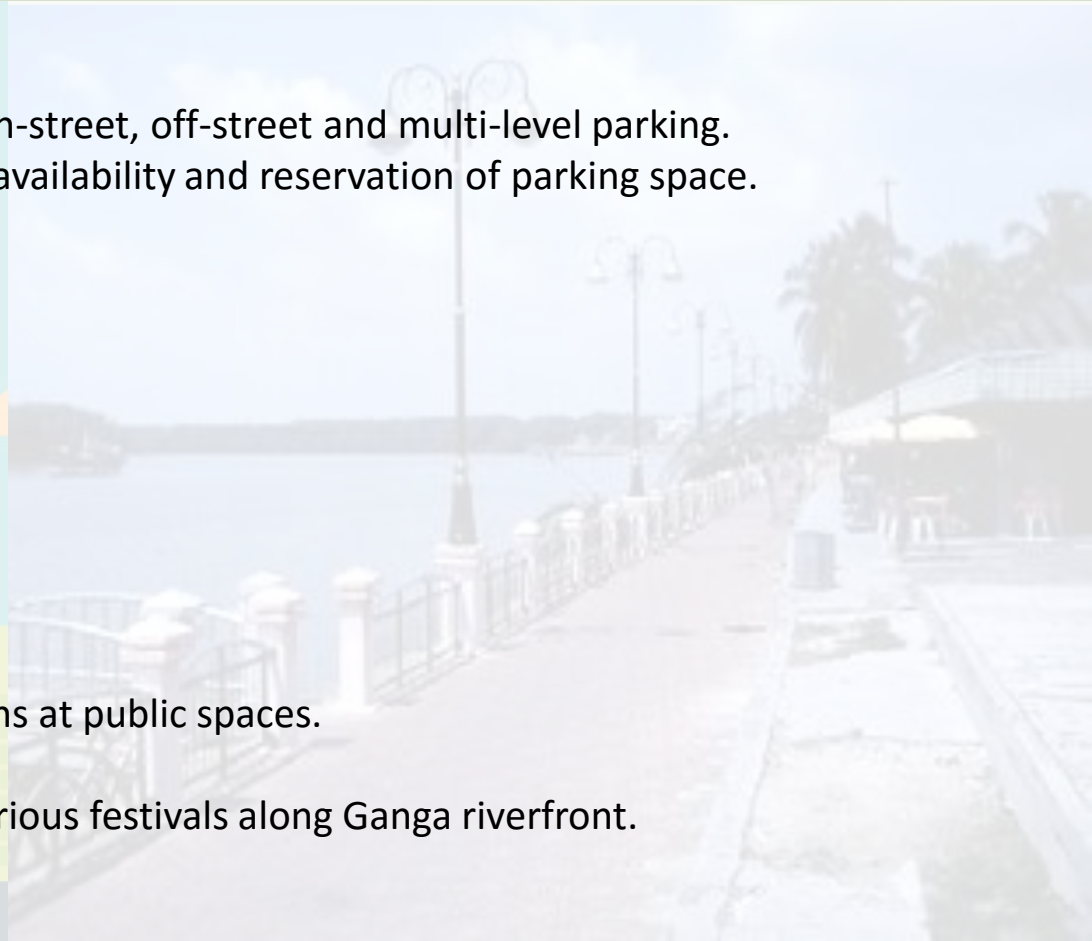 n-street, off-street and multi-level parking.
availability and reservation of parking space.
ns at public spaces.
rious festivals along Ganga riverfront.